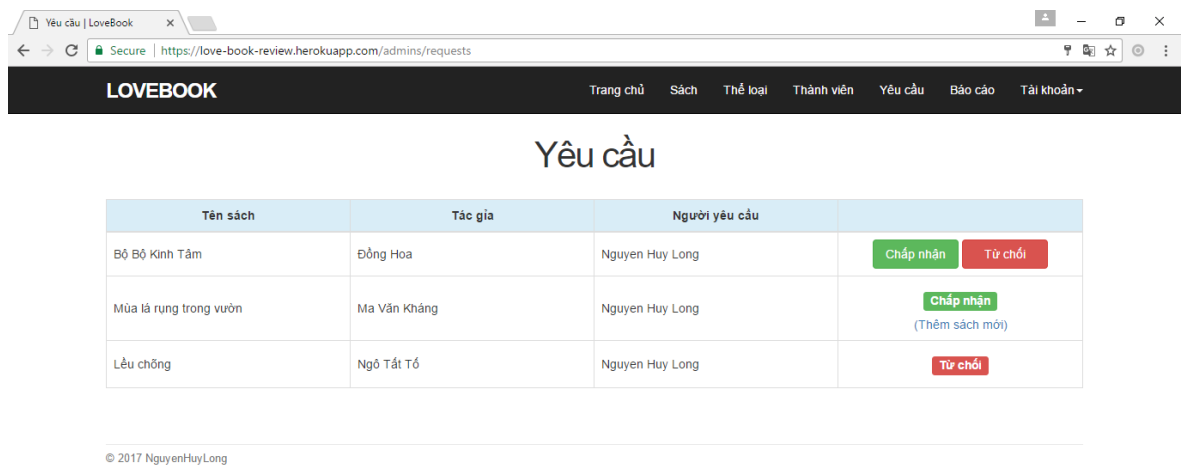 Yêu cầu | LoveBook
Secure | https://love-book-review.herokuapp.com/admins/requests
LOVEBOOK Trang chủ Sách Thể loại Thành viên Yêu cầu Báo cáo Tài khoản
Yêu cầu
Tên sách Tác giả Người yêu cầu
Bộ Bộ Kinh Tâm Đồng Hoa Nguyen Huy Long Chấp nhận Từ chối
Mùa lá rụng trong vườn Ma Văn Kháng Nguyen Huy Long Chấp nhận
(Thêm sách mới)
Lều chõng Ngô Tất Tố Nguyen Huy Long Từ chối
© 2017 NguyenHuyLong